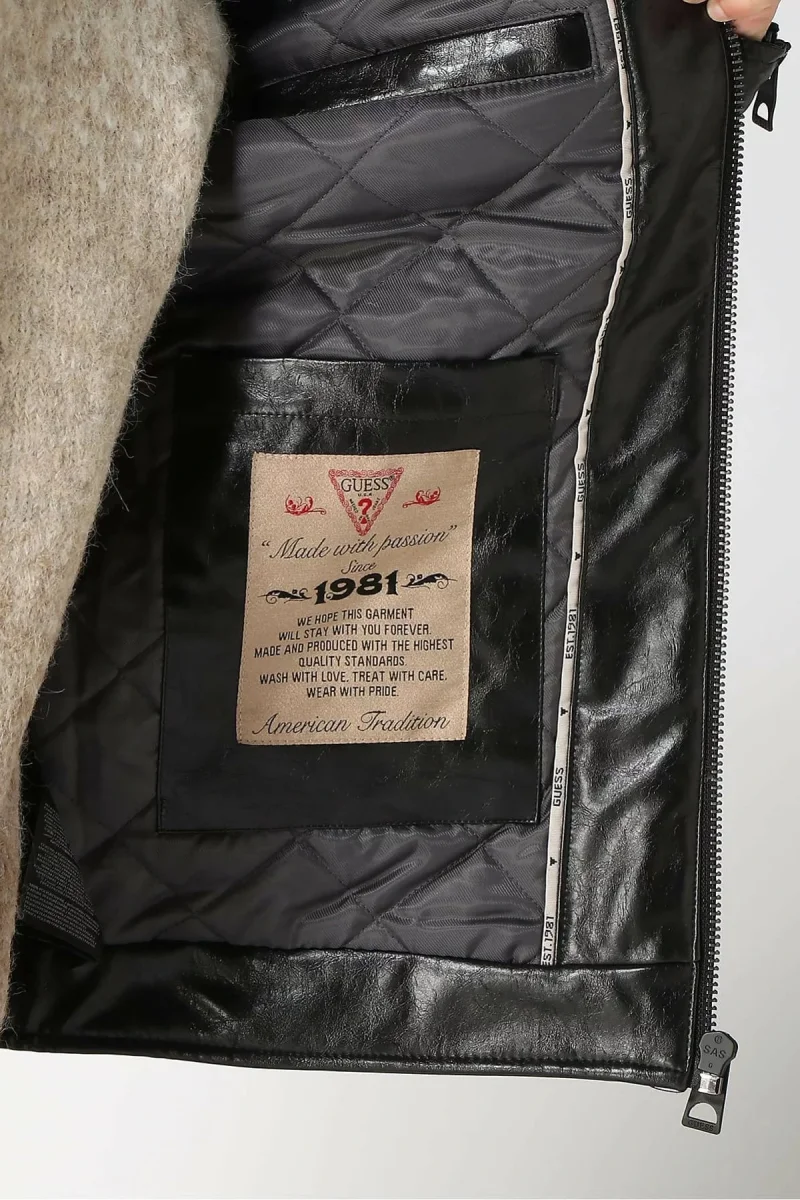 GUESS
U.S.A.
?
“Made with passion”
Since
1981
WE HOPE THIS GARMENT
WILL STAY WITH YOU FOREVER.
MADE AND PRODUCED WITH THE HIGHEST
QUALITY STANDARDS.
WASH WITH LOVE. TREAT WITH CARE.
WEAR WITH PRIDE.
American Tradition
GUESS
GUESS
EST.1981
GUESS
EST.1981
SAS
GUESS